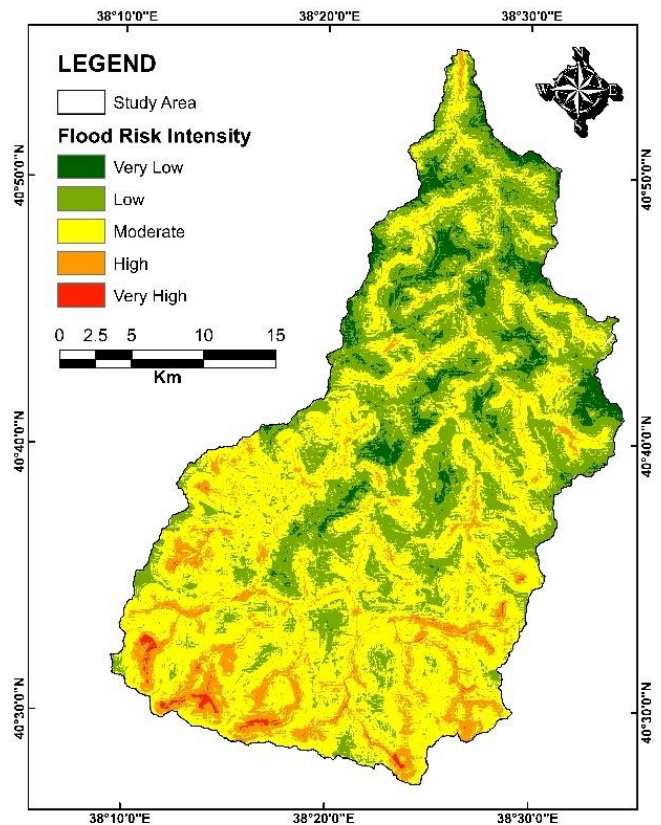 38°10'0"E 38°20'0"E 38°30'0"E
LEGEND
Study Area
Flood Risk Intensity
Very Low
Low
Moderate
High
Very High
0 2.5 5 10 15
Km
N
W E
S
40°50'0"N 40°50'0"N
40°40'0"N 40°40'0"N
40°30'0"N 40°30'0"N
38°10'0"E 38°20'0"E 38°30'0"E